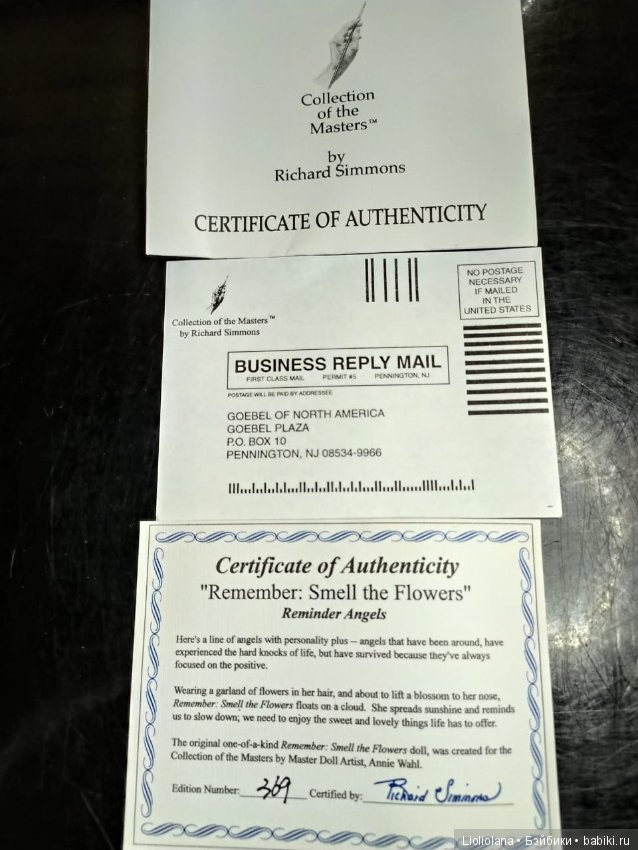 Collection
of the
Masters™
by
Richard Simmons
CERTIFICATE OF AUTHENTICITY
Collection of the Masters™
by Richard Simmons
NO POSTAGE
NECESSARY
IF MAILED
IN THE
UNITED STATES
BUSINESS REPLY MAIL
FIRST CLASS MAIL PERMIT #5 PENNINGTON, NJ
POSTAGE WILL BE PAID BY ADDRESSEE
GOEBEL OF NORTH AMERICA
GOEBEL PLAZA
P.O. BOX 10
PENNINGTON, NJ 08534-9966
Certificate of Authenticity
"Remember: Smell the Flowers"
Reminder Angels
Here's a line of angels with personality plus -- angels that have been around, have
experienced the hard knocks of life, but have survived because they've always
focused on the positive.
Wearing a garland of flowers in her hair, and about to lift a blossom to her nose,
Remember: Smell the Flowers floats on a cloud. She spreads sunshine and reminds
us to slow down; we need to enjoy the sweet and lovely things life has to offer.
The original one-of-a-kind Remember: Smell the Flowers doll, was created for the
Collection of the Masters by Master Doll Artist, Annie Wahl.
Edition Number: 369 Certified by: Richard Simmons
Lioliolana • Бэйбики • babiki.ru